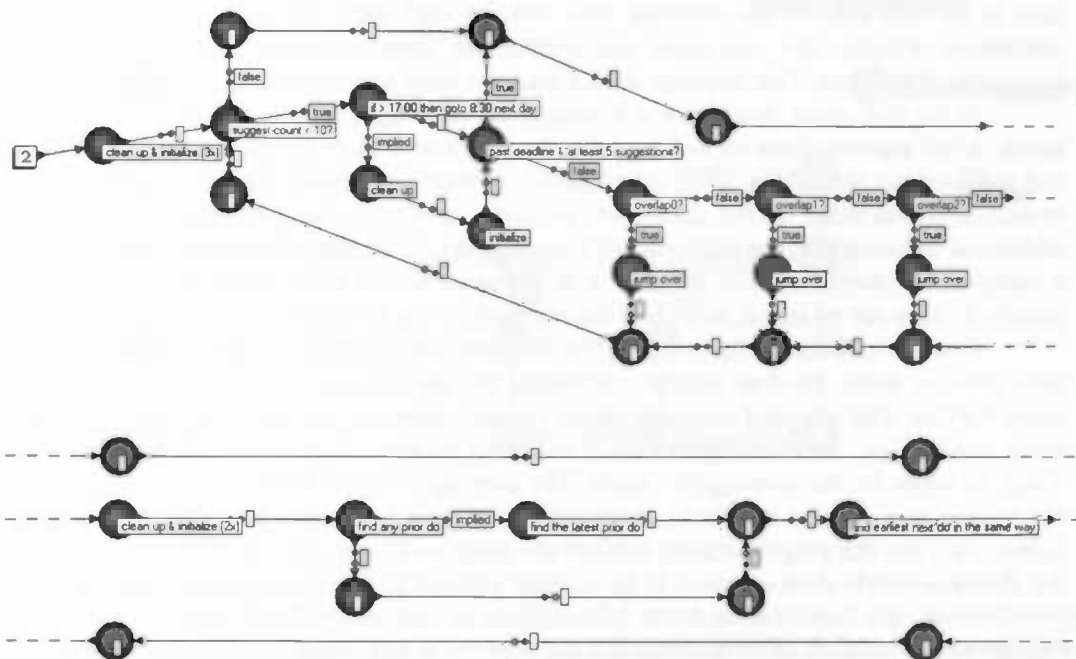 false
true
if > 17:00 then goto 8:30 next day
true
suggest-count < 10?
2
clean up & initialize [3x]
implied
past deadline & at least 5 suggestions?
false
clean up
overlap0?
false
false
overlap1?
false
false
overlap2?
false
initialize
true
true
true
jump over
jump over
jump over
clean up & initialize [2x]
find any prior do
implied
find the latest prior do
find earliest next 'do' in the same way